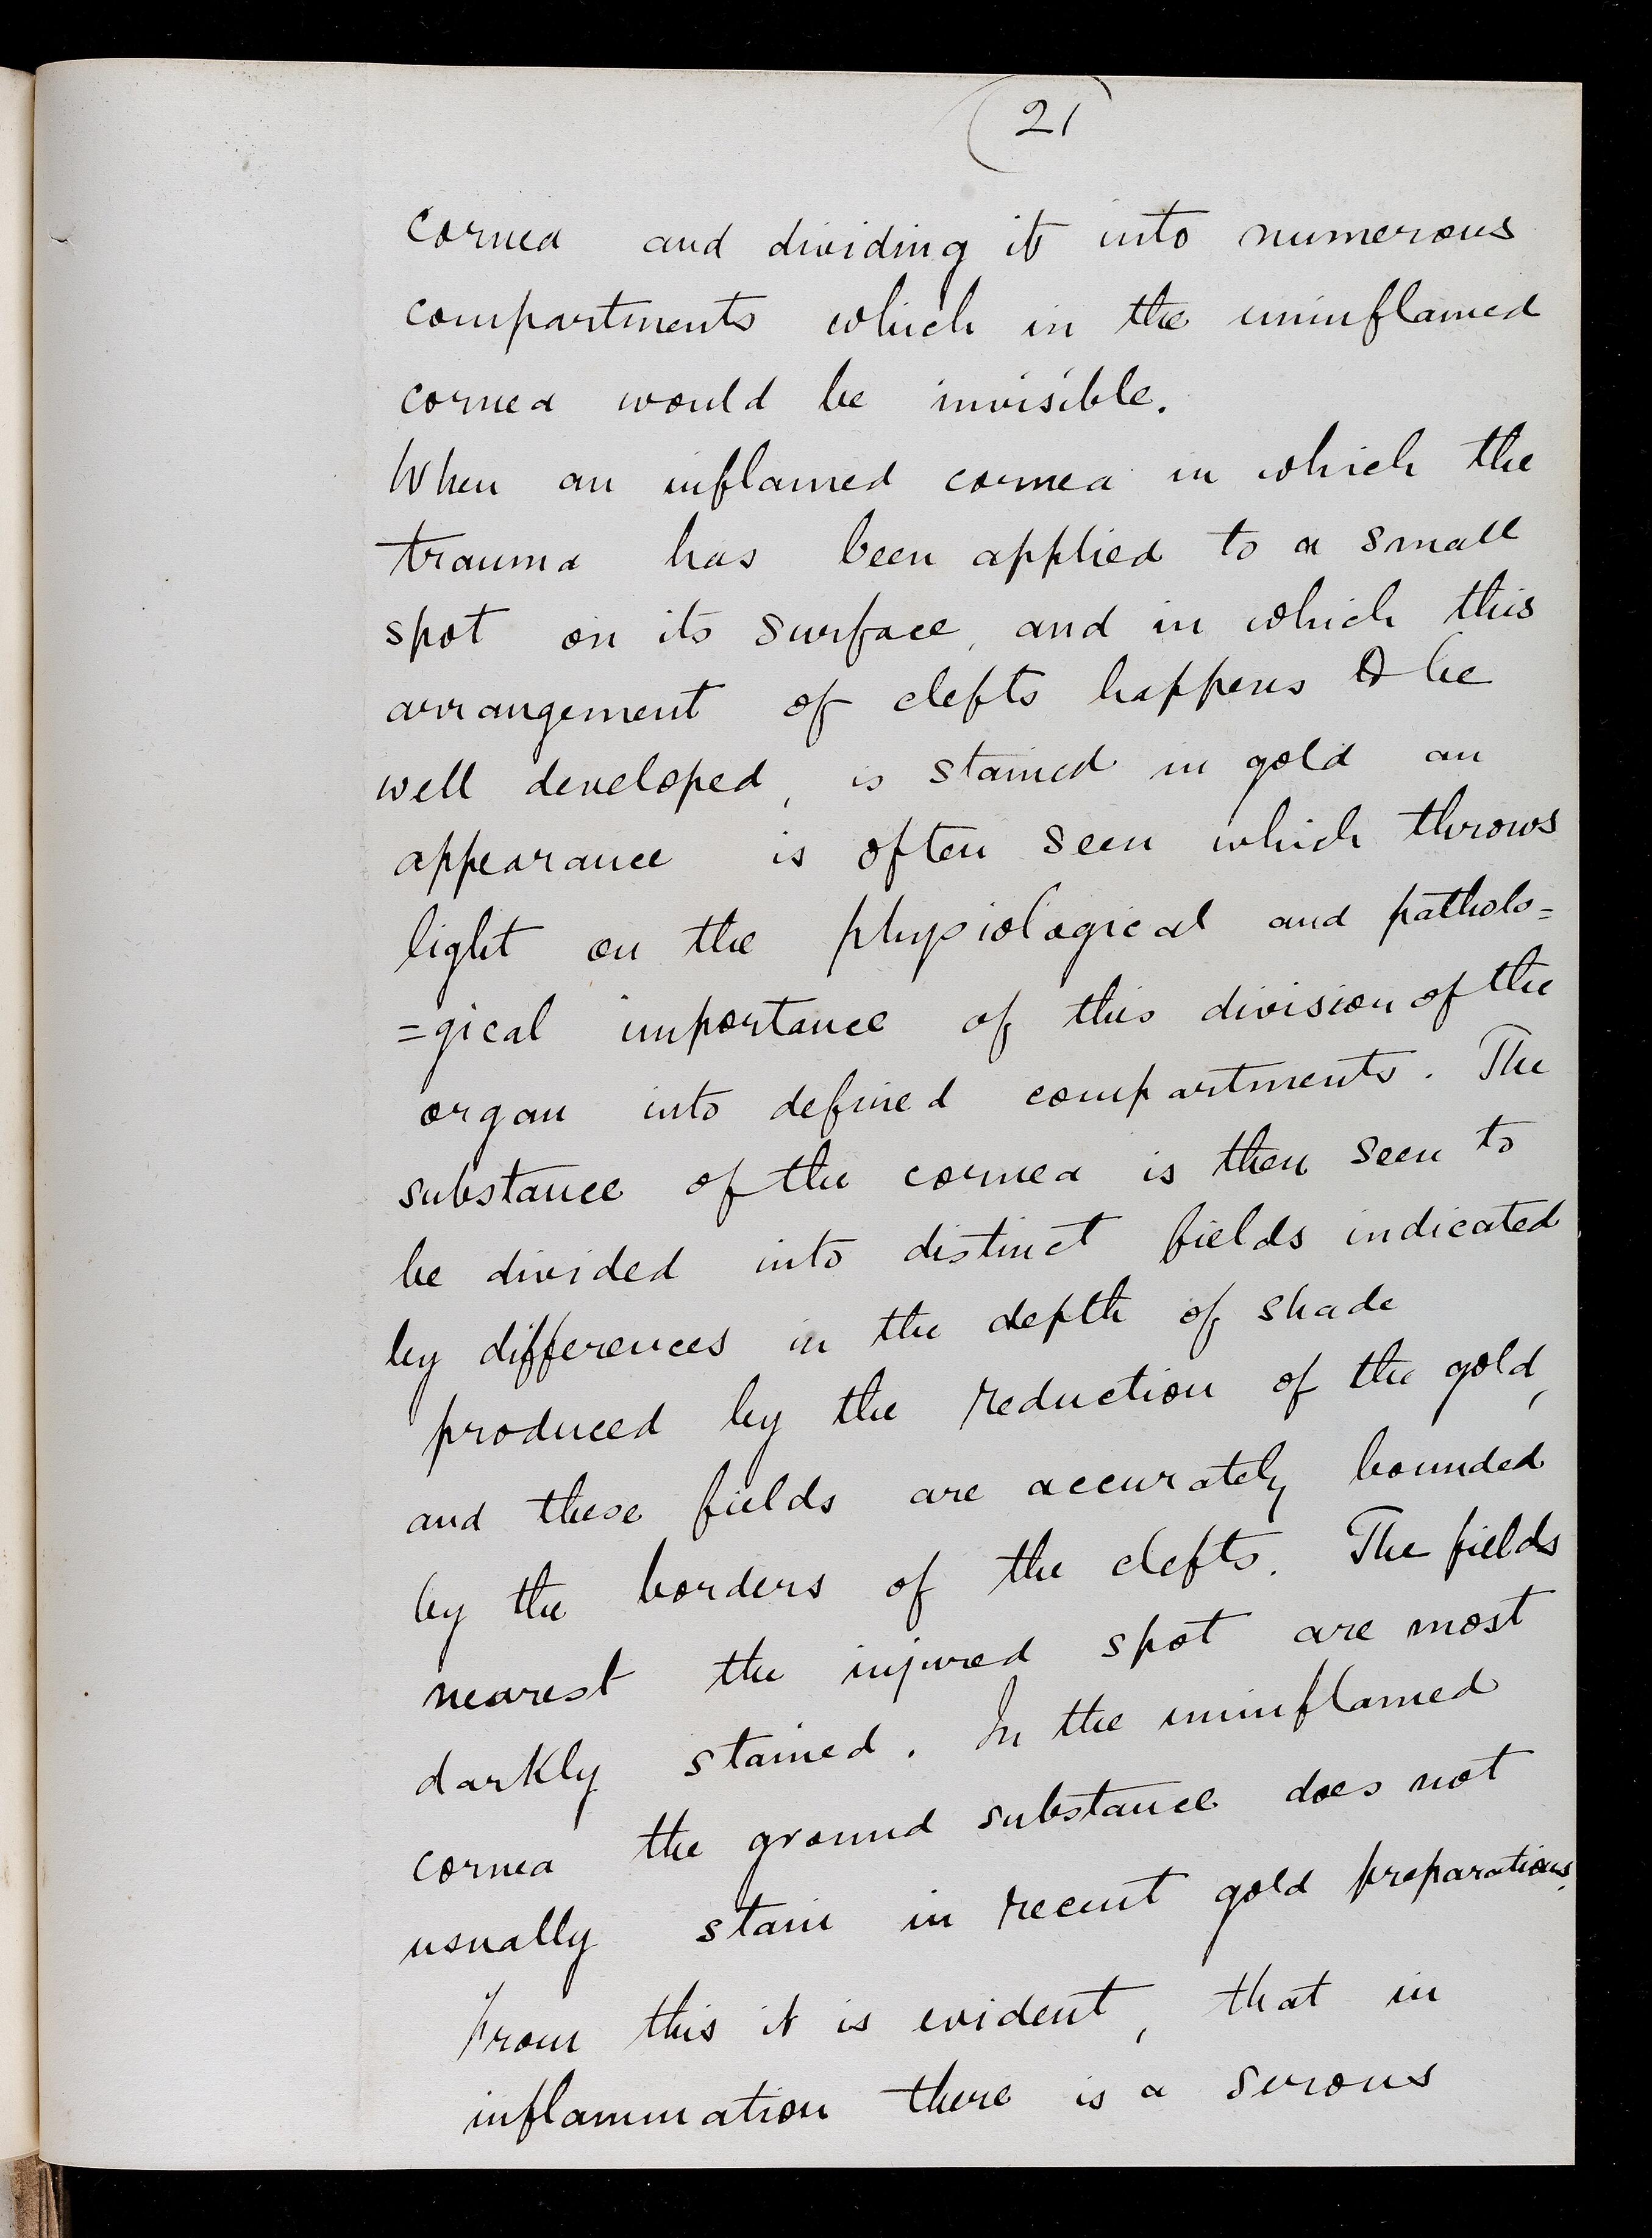 (21)
cornea and dividing it into numerous
compartments which in the uninflamed
cornea would be invisible.
When an inflamed cornea in which the
trauma has been applied to a small
spot on its surface, and in which this
arrangement of clefts happens to be
well developed, is stained in gold an
appearance is often seen which throws
light on the physiological and patholo=
=gical importance of this division of the
organ into defined compartments. The
substance of the cornea is then seen to
be divided into distinct fields indicated
by differences in the depth of shade
produced by the reduction of the gold,
and these fields are accurately bounded
by the borders of the clefts. The fields
nearest the injured spot are most
darkly stained. In the uninflamed
cornea the ground substance does not
usually stain in recent gold preparations.
From this it is evident, that in
inflammation there is a serous